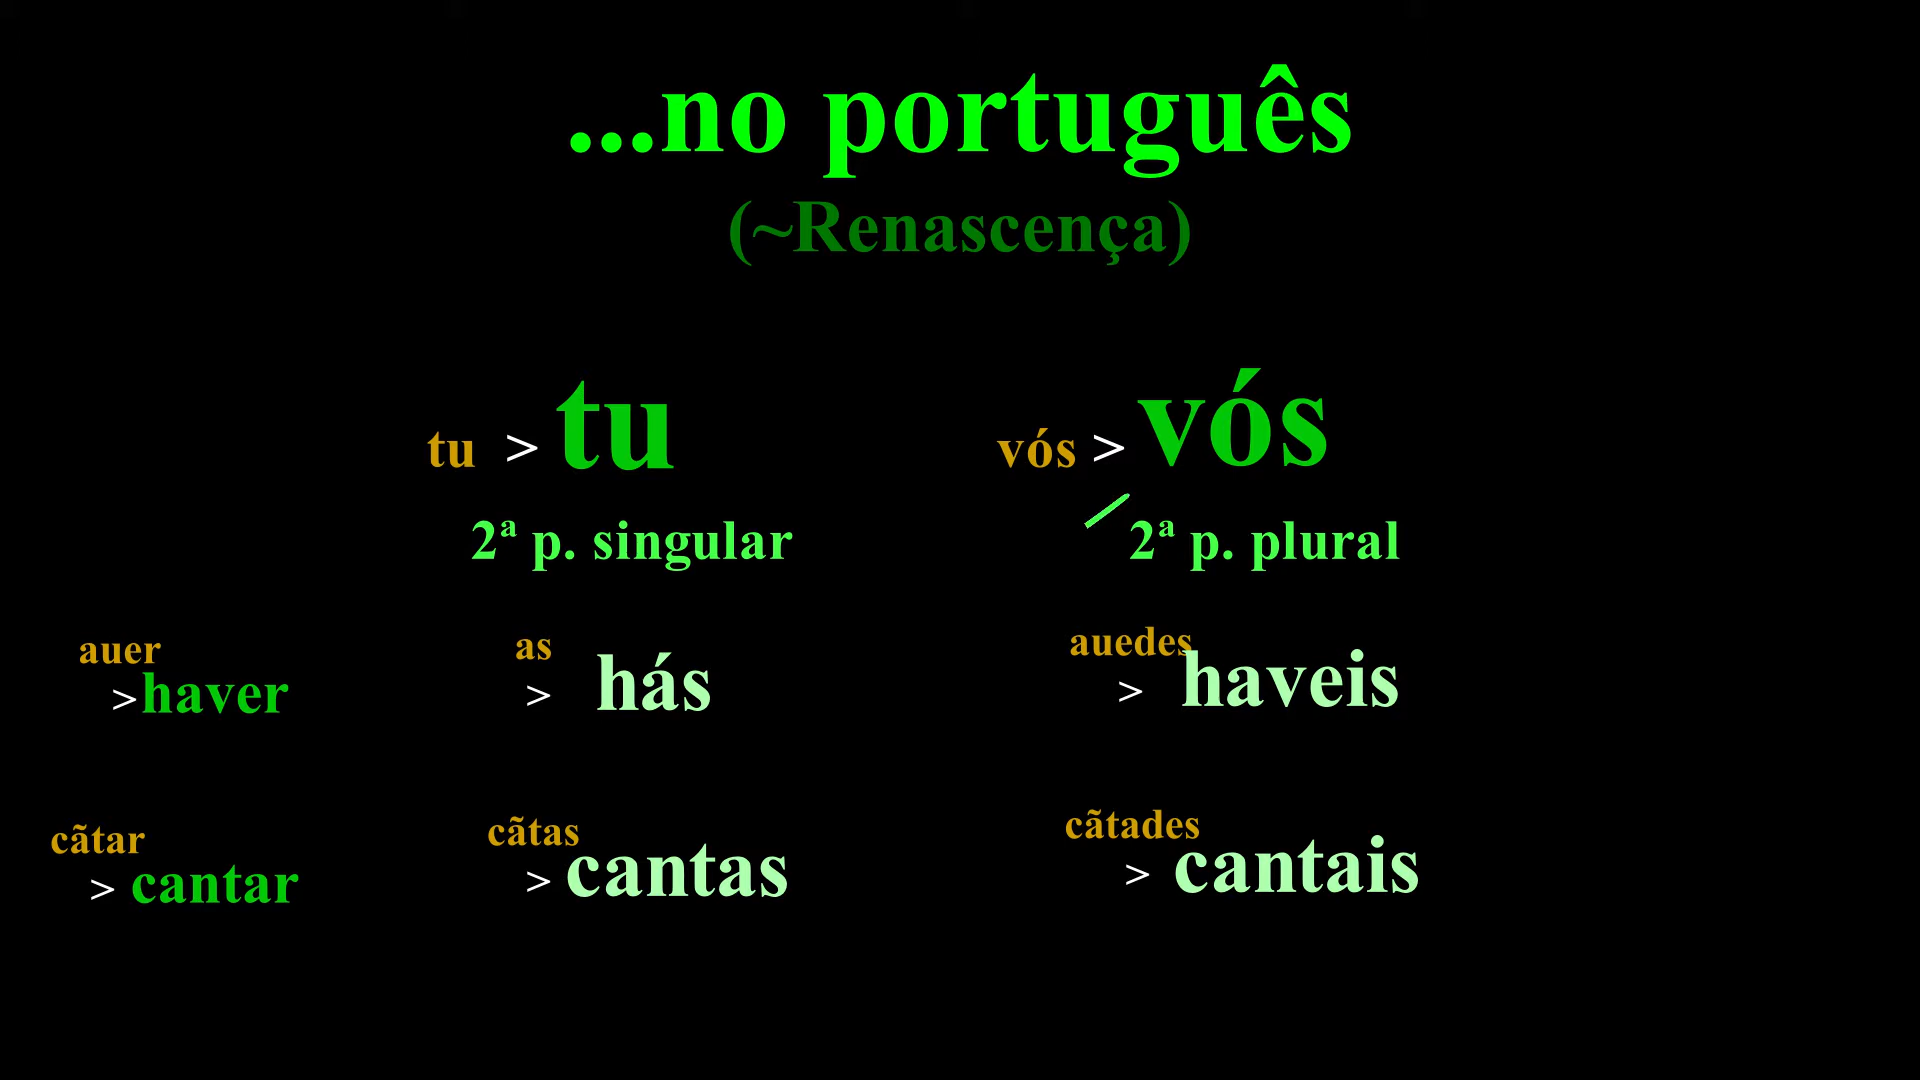 ...no português
(~Renascença)
tu > tu
vós > vós
2ª p. singular
2ª p. plural
auer
>haver
as
> hás
auedes
> haveis
cãtar
> cantar
cãtas
> cantas
cãtades
> cantais